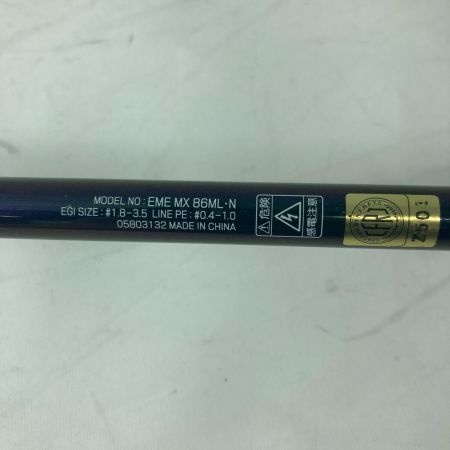 MODEL NO : EME MX 86ML・N
EGI SIZE : #1.8-3.5 LINE PE : #0.4-1.0
05803132 MADE IN CHINA
⚠危険
感電注意
Z501